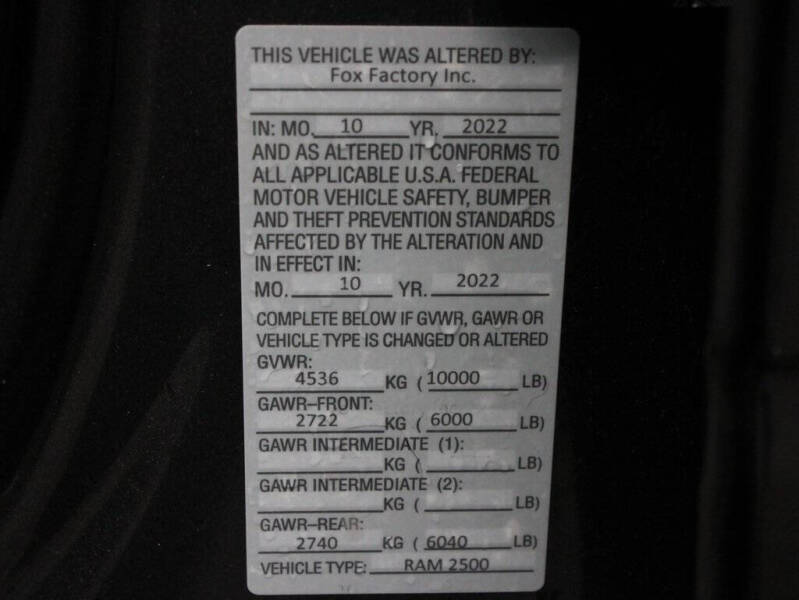 THIS VEHICLE WAS ALTERED BY:
Fox Factory Inc.
IN: MO. 10 YR. 2022
AND AS ALTERED IT CONFORMS TO
ALL APPLICABLE U.S.A. FEDERAL
MOTOR VEHICLE SAFETY, BUMPER
AND THEFT PREVENTION STANDARDS
AFFECTED BY THE ALTERATION AND
IN EFFECT IN:
MO. 10 YR. 2022
COMPLETE BELOW IF GVWR, GAWR OR
VEHICLE TYPE IS CHANGED OR ALTERED
GVWR:
4536 KG (10000 LB)
GAWR-FRONT:
2722 KG (6000 LB)
GAWR INTERMEDIATE (1):
KG ( LB)
GAWR INTERMEDIATE (2):
KG ( LB)
GAWR-REAR:
2740 KG (6040 LB)
VEHICLE TYPE: RAM 2500